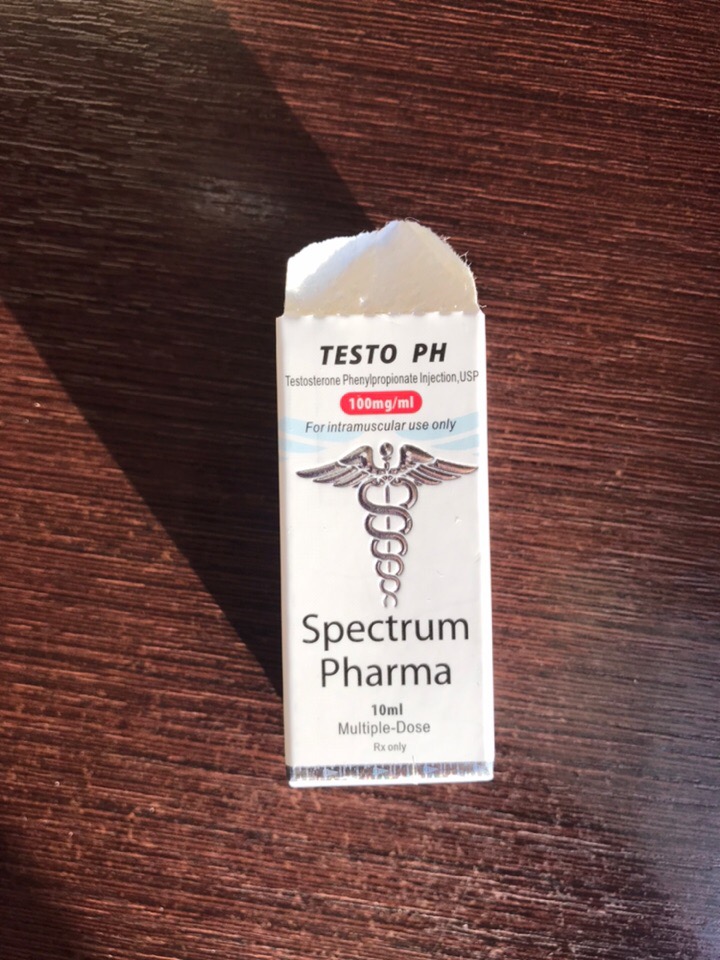 TESTO PH
Testosterone Phenylpropionate Injection,USP
100mg/ml
For intramuscular use only
Spectrum
Pharma
10ml
Multiple-Dose
Rx only